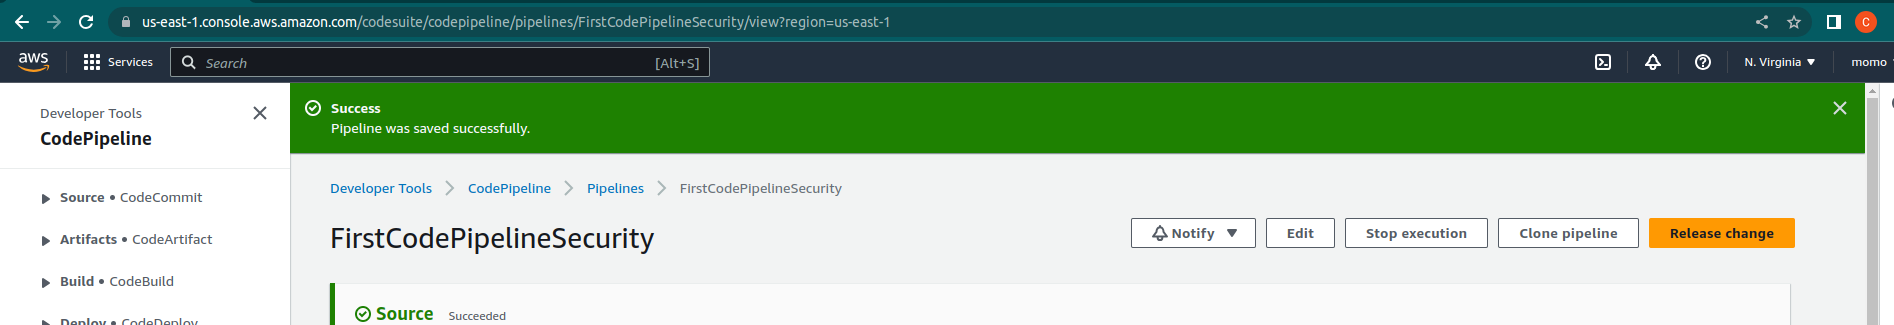 us-east-1.console.aws.amazon.com/codesuite/codepipeline/pipelines/FirstCodePipelineSecurity/view?region=us-east-1
C
aws
Services
Search
[Alt+S]
N. Virginia
momo
Developer Tools
CodePipeline
Source • CodeCommit
Artifacts • CodeArtifact
Build • CodeBuild
Deploy • CodeDeploy
Success
Pipeline was saved successfully.
Developer Tools > CodePipeline > Pipelines > FirstCodePipelineSecurity
FirstCodePipelineSecurity
Notify
Edit
Stop execution
Clone pipeline
Release change
Source Succeeded